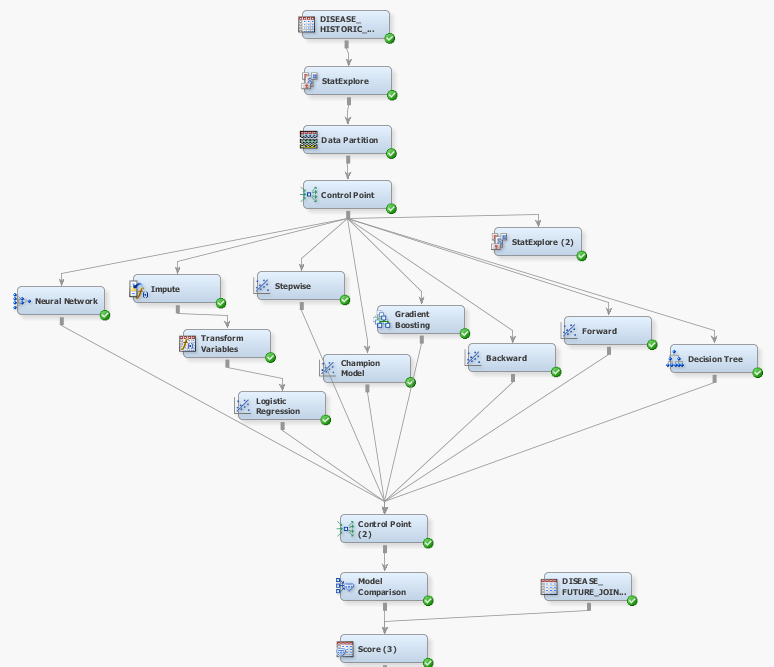 DISEASE_
HISTORIC_...
StatExplore
Data Partition
Control Point
StatExplore (2)
Neural Network
Impute
Stepwise
Gradient
Boosting
Forward
Transform
Variables
Champion
Model
Backward
Decision Tree
Logistic
Regression
Control Point
(2)
Model
Comparison
DISEASE_
FUTURE_JOIN...
Score (3)